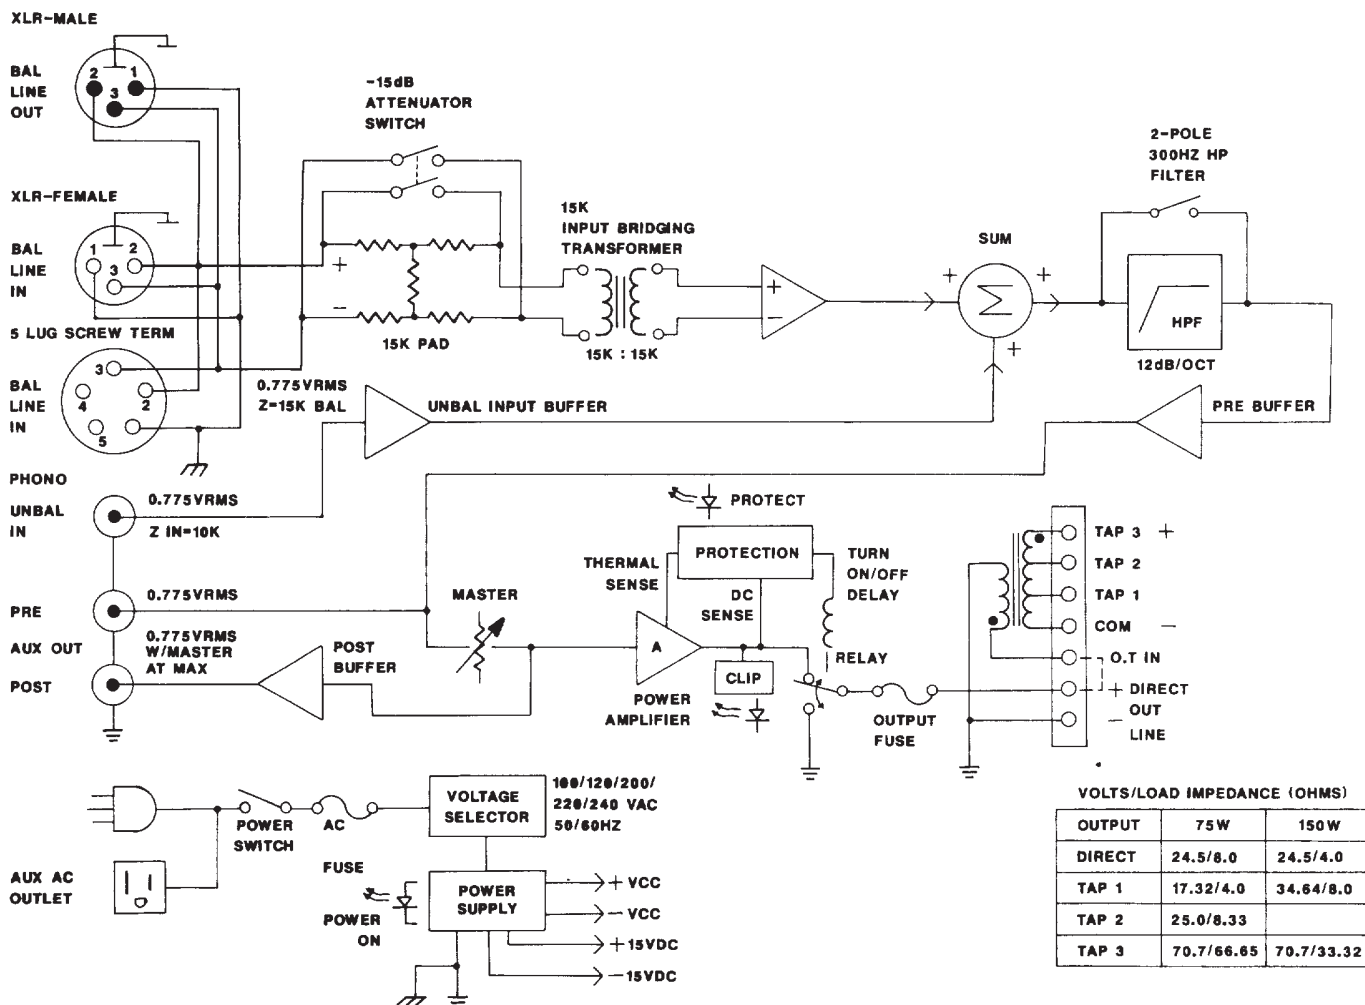 XLR-MALE
BAL
LINE
OUT
2
1
3
XLR-FEMALE
BAL
LINE
IN
1
2
3
5 LUG SCREW TERM
BAL
LINE
IN
3
4
2
5
-15dB
ATTENUATOR
SWITCH
+
−
15K PAD
0.775VRMS
Z=15K BAL
15K
INPUT BRIDGING
TRANSFORMER
15K : 15K
+
−
SUM
+
+
Σ
+
2-POLE
300HZ HP
FILTER
HPF
12dB/OCT
UNBAL INPUT BUFFER
PRE BUFFER
PHONO
UNBAL
IN
0.775VRMS
Z IN=10K
PRE
0.775VRMS
AUX OUT
0.775VRMS
W/MASTER
AT MAX
POST
POST
BUFFER
MASTER
PROTECT
PROTECTION
THERMAL
SENSE
DC
SENSE
TURN
ON/OFF
DELAY
A
POWER
AMPLIFIER
CLIP
RELAY
OUTPUT
FUSE
TAP 3 +
TAP 2
TAP 1
COM −
O.T IN
+ DIRECT
OUT
− LINE
POWER
SWITCH
AC
FUSE
VOLTAGE
SELECTOR
100/120/200/
220/240 VAC
50/60HZ
AUX AC
OUTLET
POWER
ON
POWER
SUPPLY
+ VCC
− VCC
+ 15VDC
− 15VDC
VOLTS/LOAD IMPEDANCE (OHMS)
OUTPUT 75W 150W
DIRECT 24.5/8.0 24.5/4.0
TAP 1 17.32/4.0 34.64/8.0
TAP 2 25.0/8.33
TAP 3 70.7/66.65 70.7/33.32